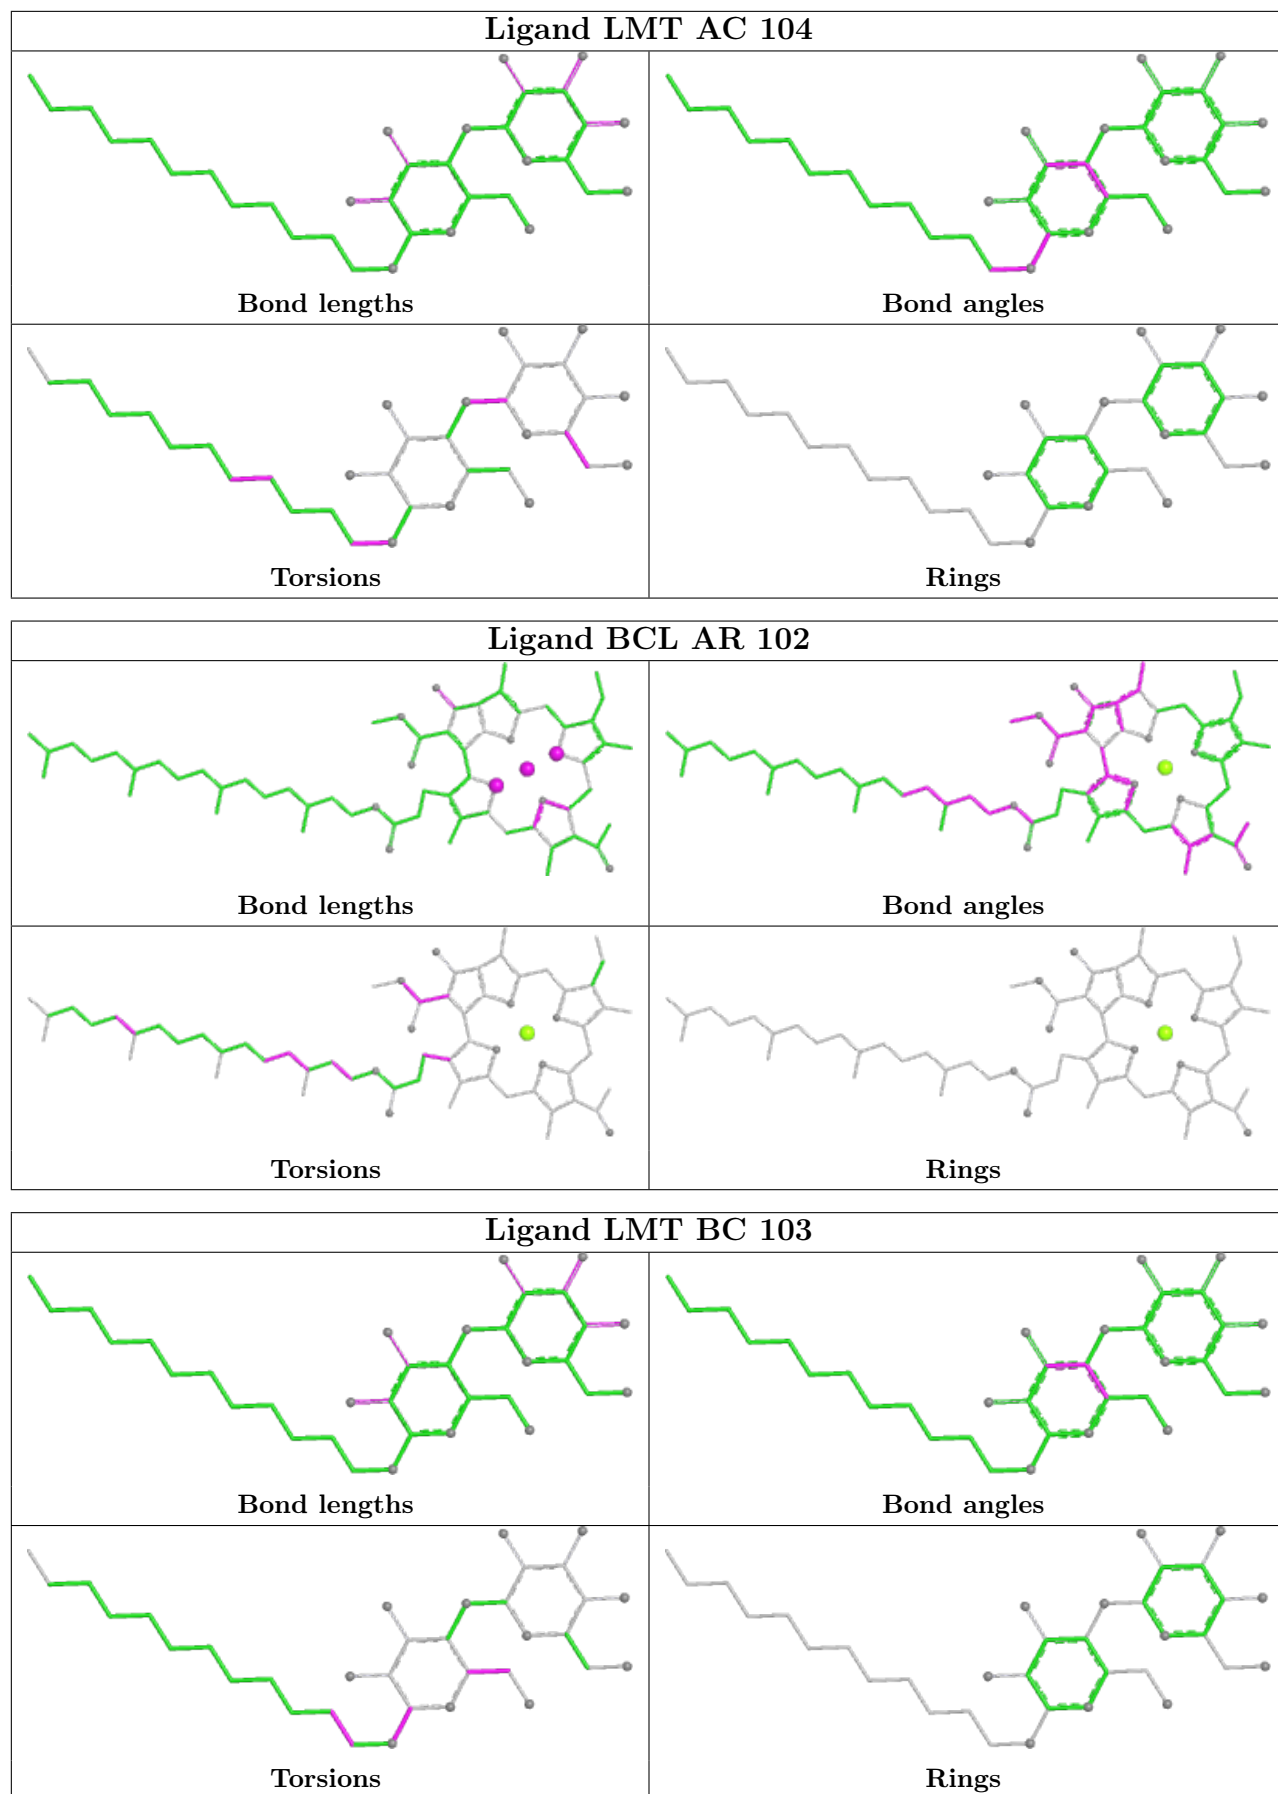 Ligand LMT AC 104
Bond lengths
Bond angles
Torsions
Rings
Ligand BCL AR 102
Bond lengths
Bond angles
Torsions
Rings
Ligand LMT BC 103
Bond lengths
Bond angles
Torsions
Rings